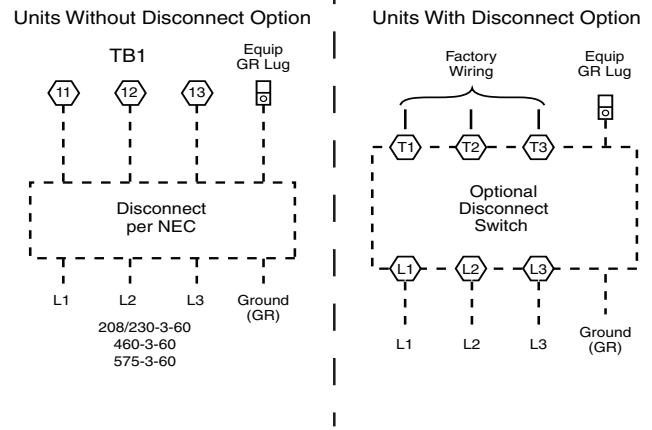 Units Without Disconnect Option
TB1
Equip
GR Lug
11
12
13
Disconnect
per NEC
L1
L2
L3
Ground
(GR)
208/230-3-60
460-3-60
575-3-60
Units With Disconnect Option
Factory
Wiring
Equip
GR Lug
T1
T2
T3
Optional
Disconnect
Switch
L1
L2
L3
L1
L2
L3
Ground
(GR)